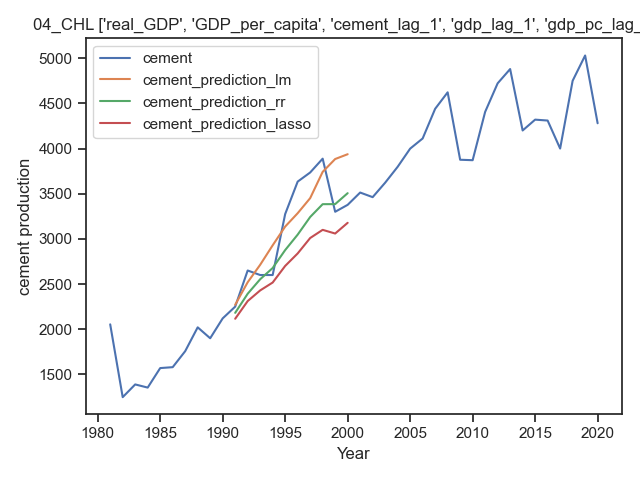 04_CHL ['real_GDP', 'GDP_per_capita', 'cement_lag_1', 'gdp_lag_1', 'gdp_pc_lag_
cement
cement_prediction_lm
cement_prediction_rr
cement_prediction_lasso
cement production
5000
4500
4000
3500
3000
2500
2000
1500
1980 1985 1990 1995 2000 2005 2010 2015 2020
Year